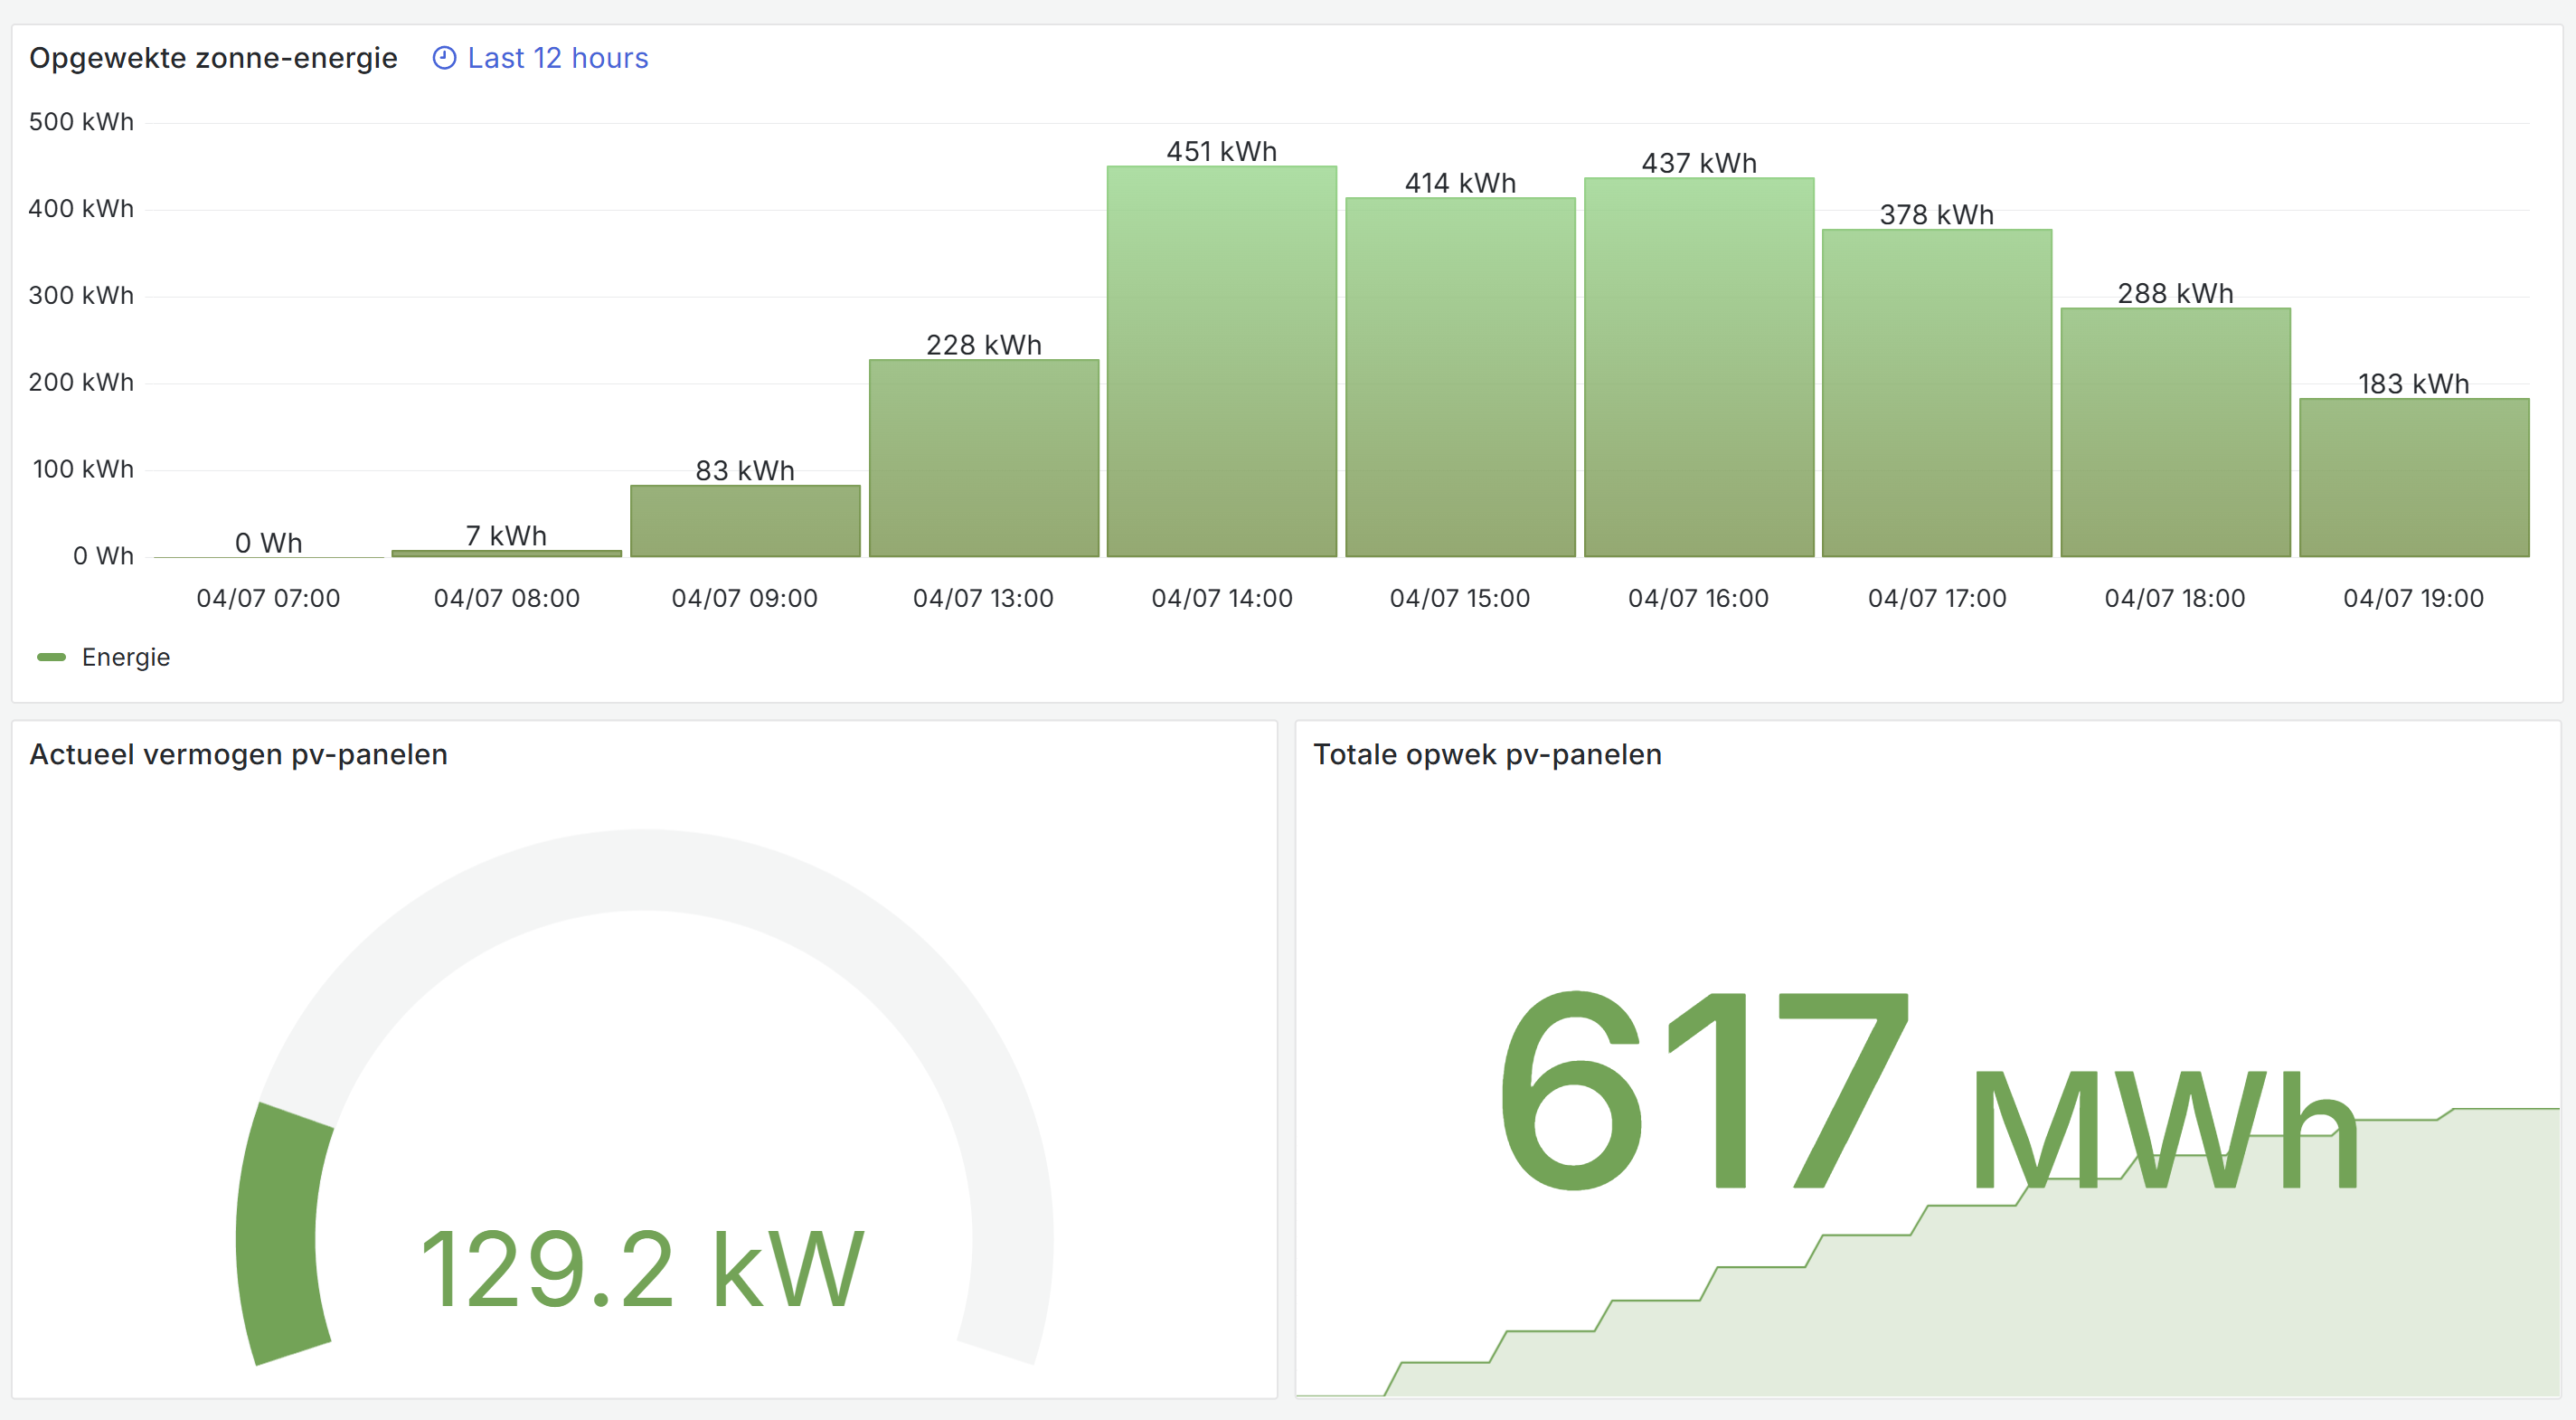 Opgewekte zonne-energie Last 12 hours
500 kWh
400 kWh
300 kWh
200 kWh
100 kWh
0 Wh
0 Wh
7 kWh
83 kWh
228 kWh
451 kWh
414 kWh
437 kWh
378 kWh
288 kWh
183 kWh
04/07 07:00 04/07 08:00 04/07 09:00 04/07 13:00 04/07 14:00 04/07 15:00 04/07 16:00 04/07 17:00 04/07 18:00 04/07 19:00
Energie
Actueel vermogen pv-panelen
129.2 kW
Totale opwek pv-panelen
617 MWh